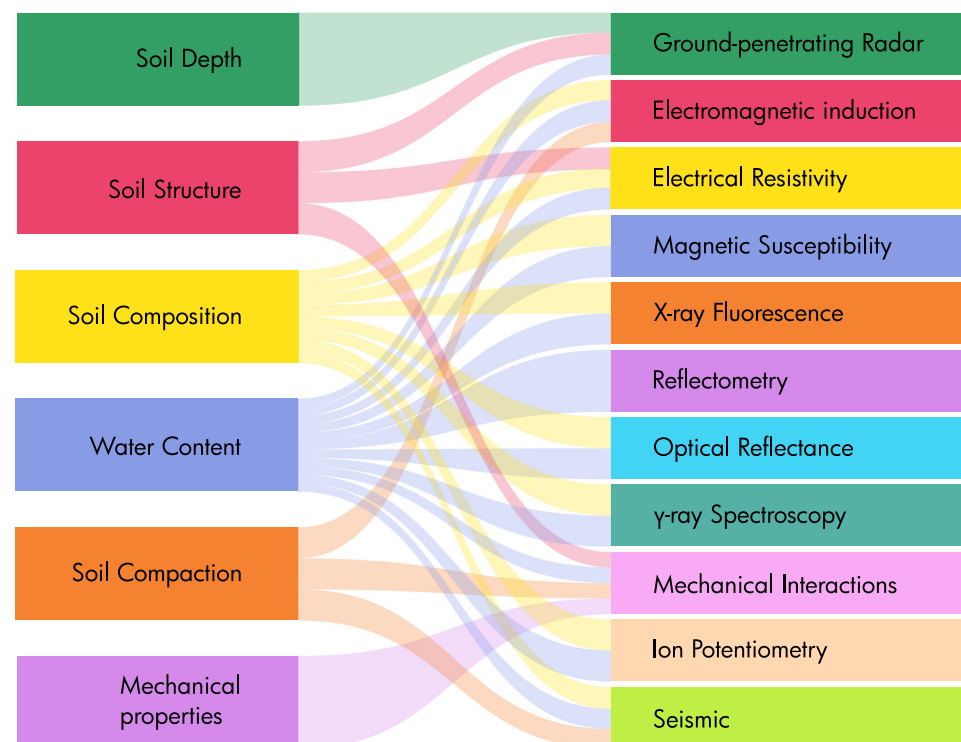 Soil Depth
Soil Structure
Soil Composition
Water Content
Soil Compaction
Mechanical
properties
Ground-penetrating Radar
Electromagnetic induction
Electrical Resistivity
Magnetic Susceptibility
X-ray Fluorescence
Reflectometry
Optical Reflectance
γ-ray Spectroscopy
Mechanical Interactions
Ion Potentiometry
Seismic